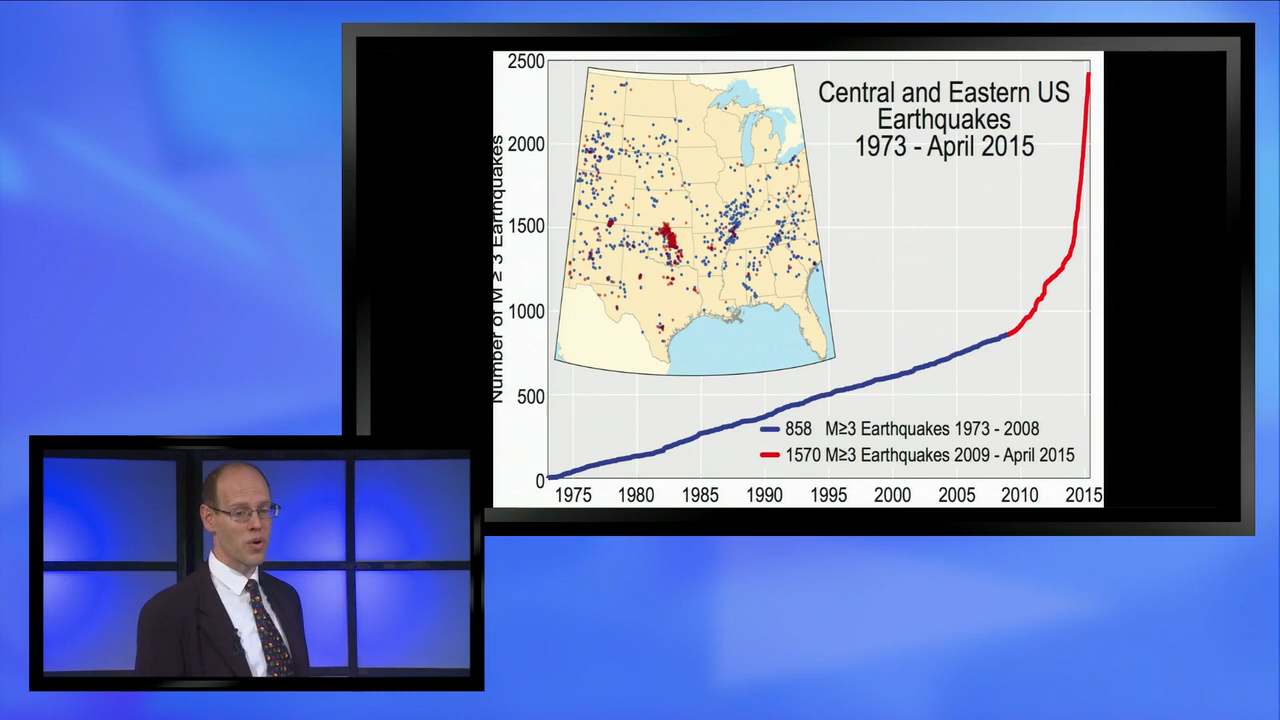 Central and Eastern US
Earthquakes
1973 - April 2015
Number of M ≥ 3 Earthquakes
2500
2000
1500
1000
500
0
858 M≥3 Earthquakes 1973 - 2008
1570 M≥3 Earthquakes 2009 - April 2015
1975 1980 1985 1990 1995 2000 2005 2010 2015